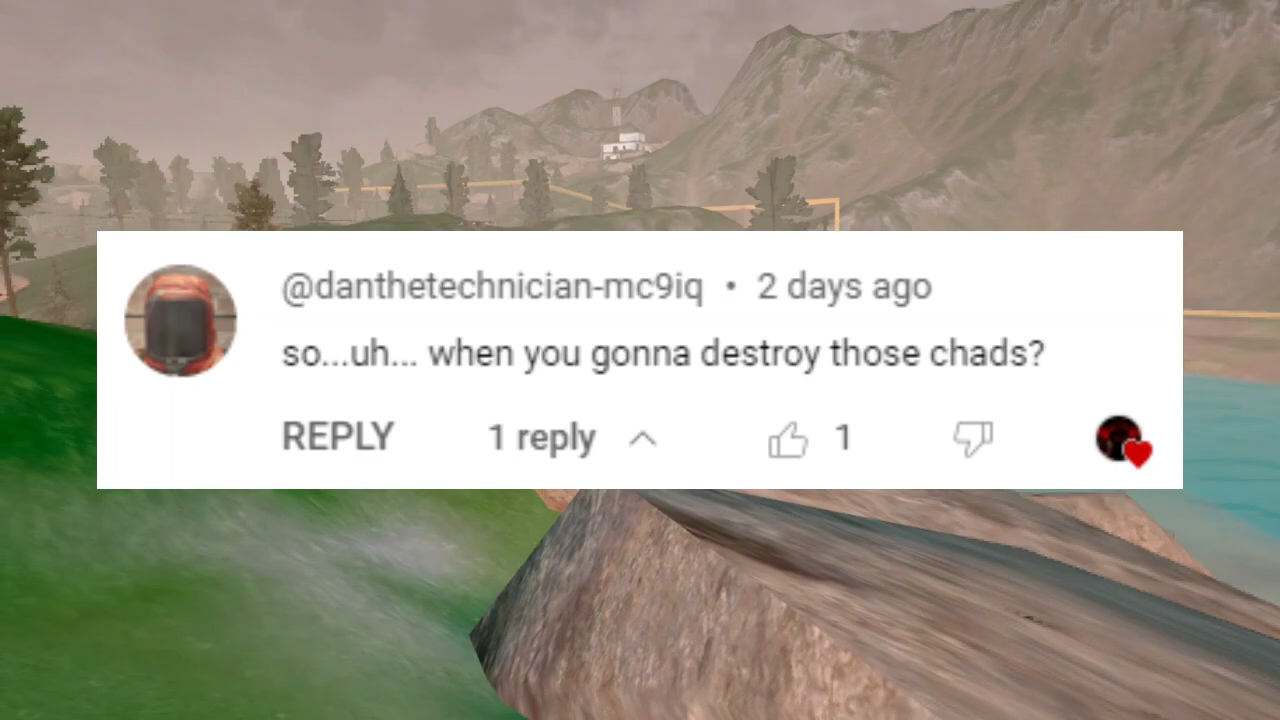 @danthetechnician-mc9iq • 2 days ago
so...uh... when you gonna destroy those chads?
REPLY 1 reply 1